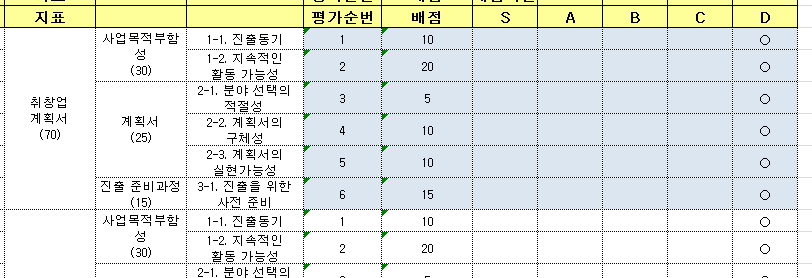 지표 평가순번 배점 S A B C D
취창업
계획서
(70)
사업목적부합
성
(30)
1-1. 진출동기 1 10 ○
1-2. 지속적인
활동 가능성 2 20 ○
계획서
(25)
2-1. 분야 선택의
적절성 3 5 ○
2-2. 계획서의
구체성 4 10 ○
2-3. 계획서의
실현가능성 5 10 ○
진출 준비과정
(15)
3-1. 진출을 위한
사전 준비 6 15 ○
사업목적부합
성
(30)
1-1. 진출동기 1 10 ○
1-2. 지속적인
활동 가능성 2 20 ○
2-1. 분야 선택의